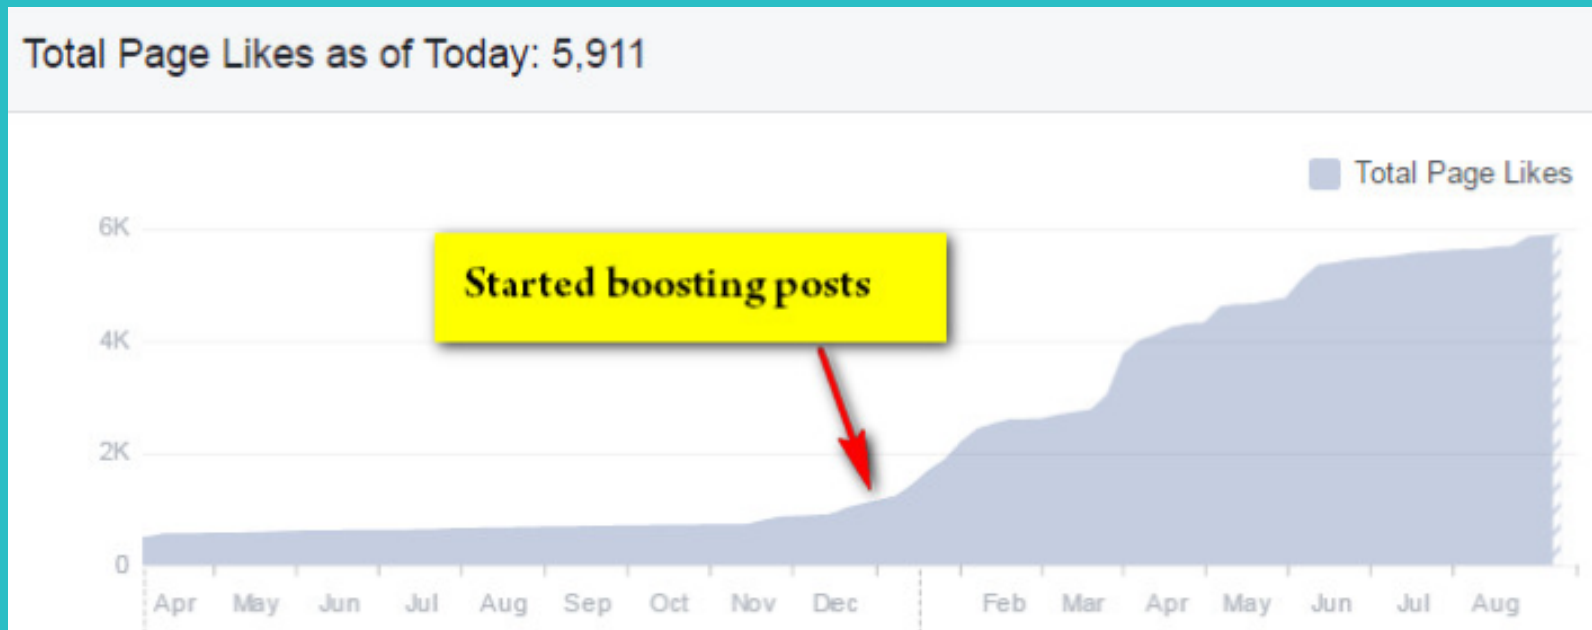 Total Page Likes as of Today: 5,911
Total Page Likes
6K
Started boosting posts
4K
2K
0
Apr May Jun Jul Aug Sep Oct Nov Dec Feb Mar Apr May Jun Jul Aug